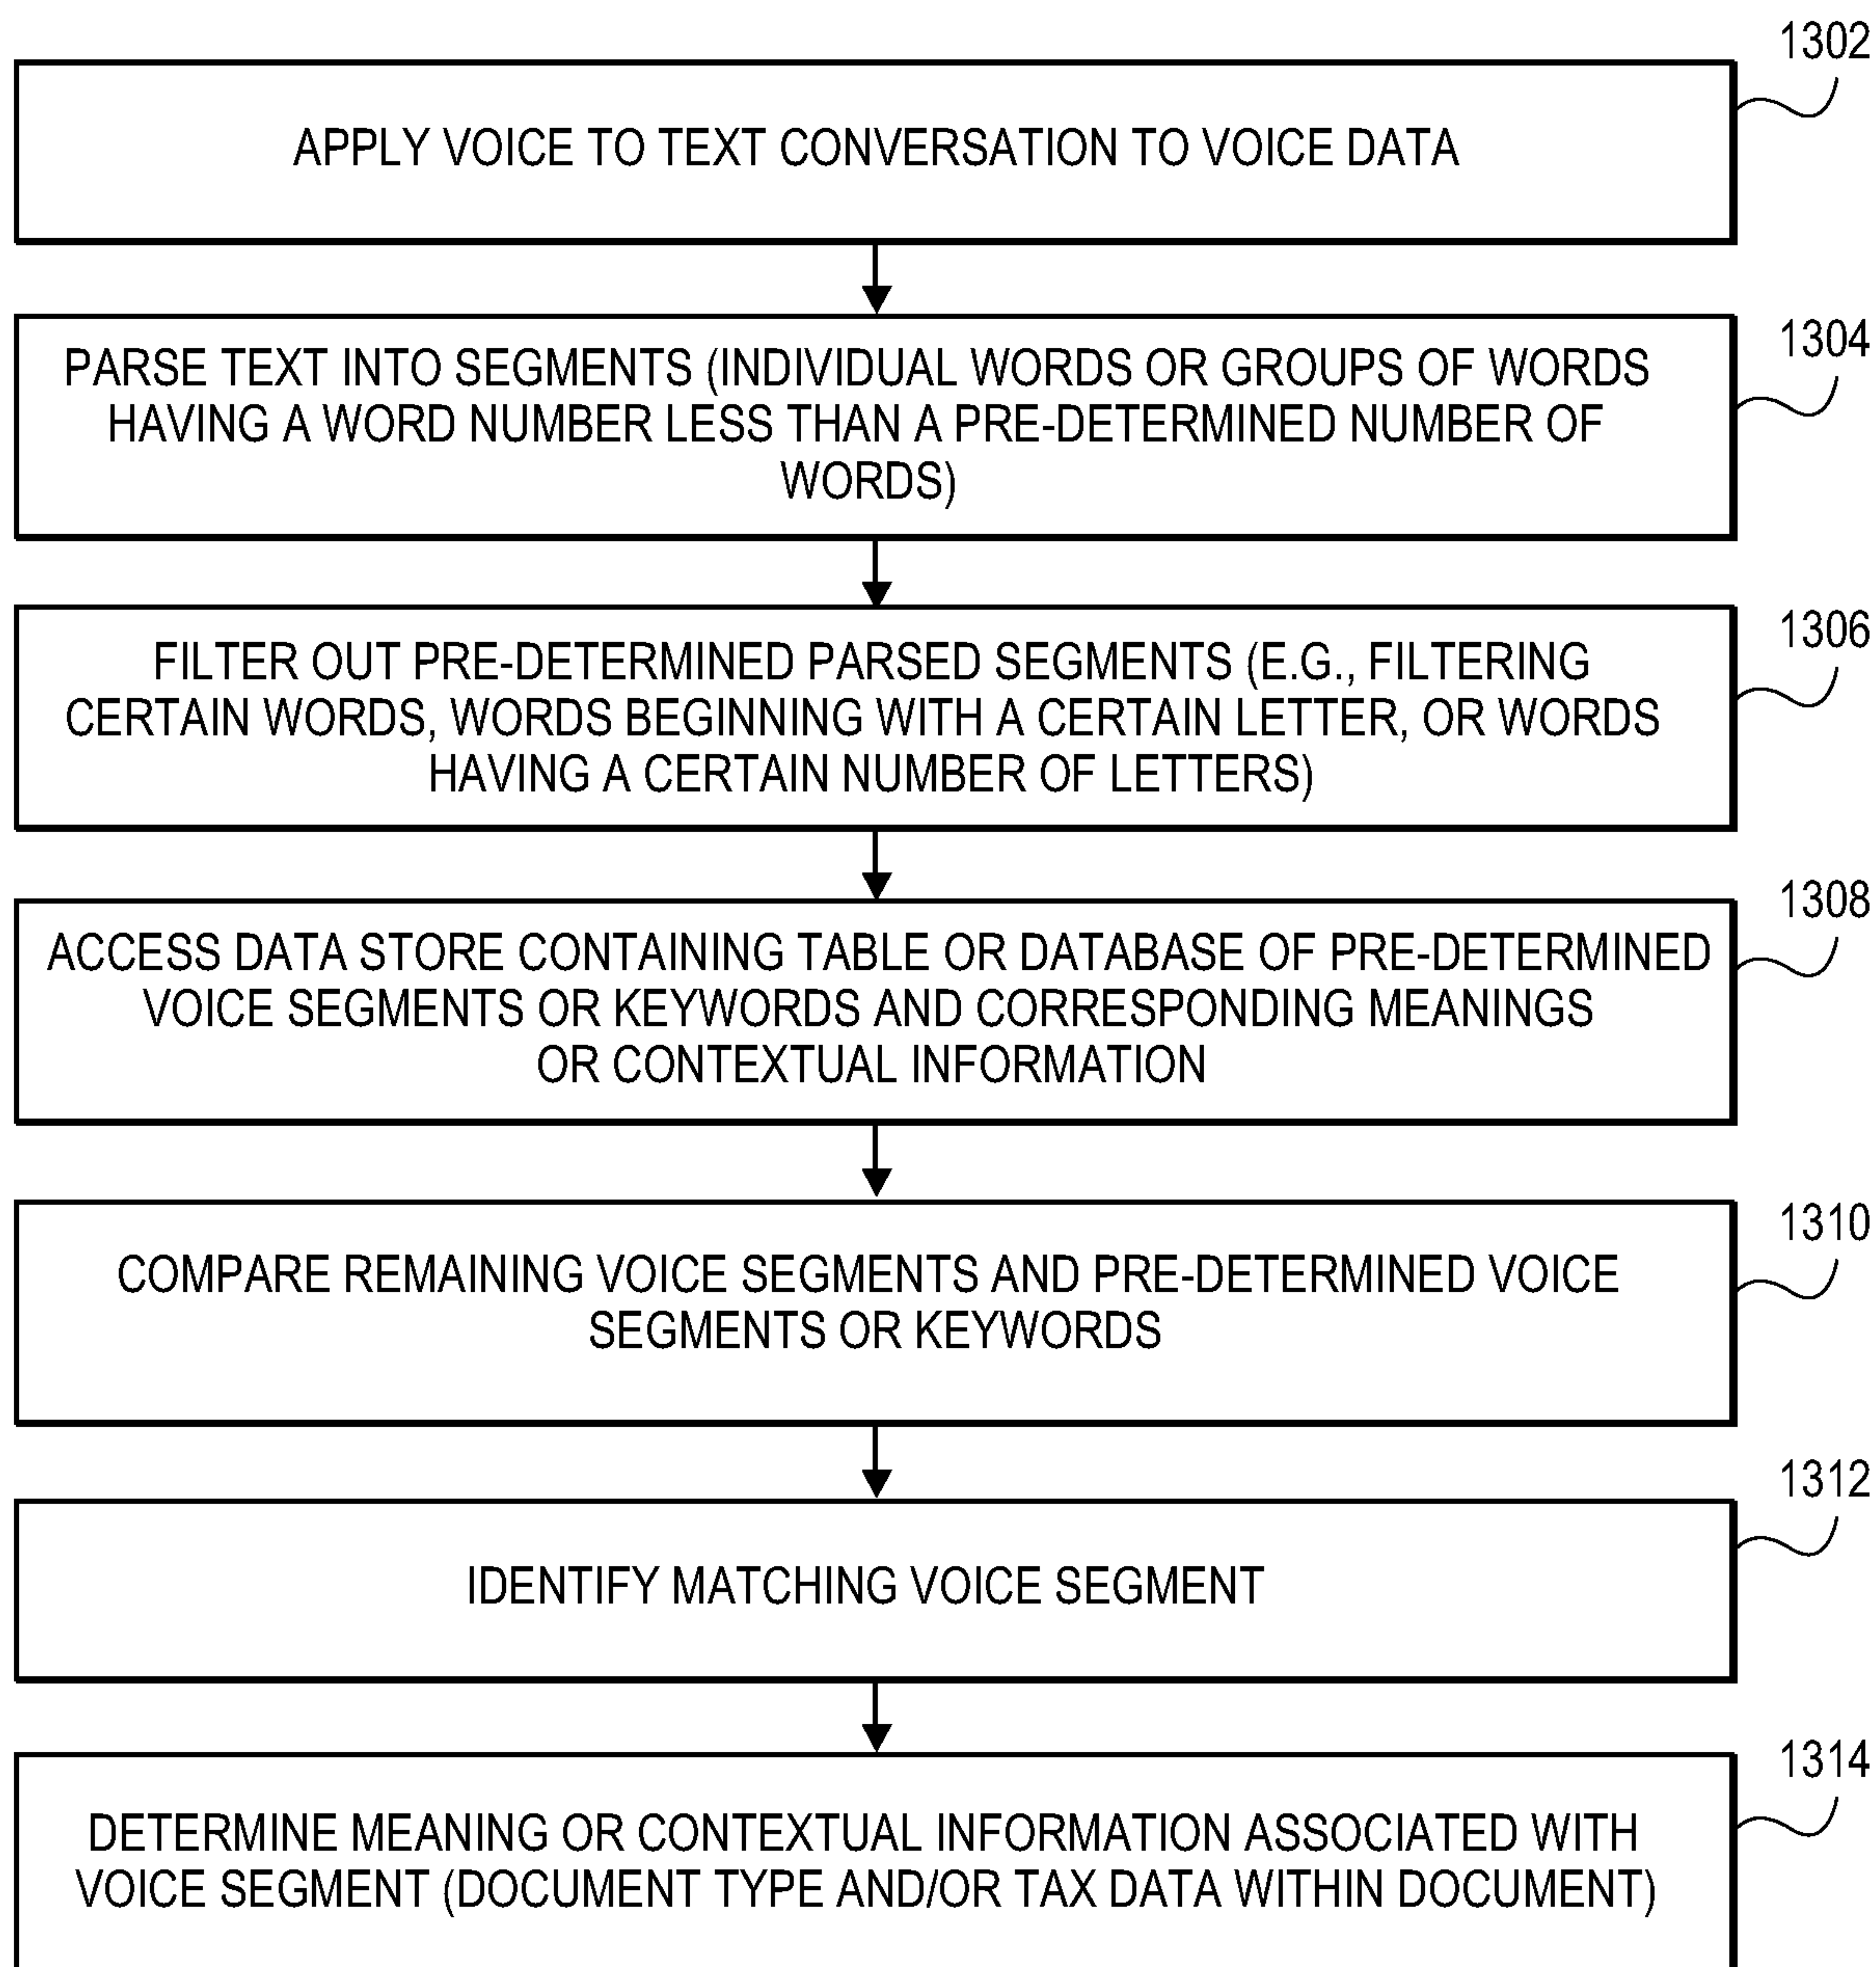 1302
APPLY VOICE TO TEXT CONVERSATION TO VOICE DATA
1304
PARSE TEXT INTO SEGMENTS (INDIVIDUAL WORDS OR GROUPS OF WORDS
HAVING A WORD NUMBER LESS THAN A PRE-DETERMINED NUMBER OF
WORDS)
1306
FILTER OUT PRE-DETERMINED PARSED SEGMENTS (E.G., FILTERING
CERTAIN WORDS, WORDS BEGINNING WITH A CERTAIN LETTER, OR WORDS
HAVING A CERTAIN NUMBER OF LETTERS)
1308
ACCESS DATA STORE CONTAINING TABLE OR DATABASE OF PRE-DETERMINED
VOICE SEGMENTS OR KEYWORDS AND CORRESPONDING MEANINGS
OR CONTEXTUAL INFORMATION
1310
COMPARE REMAINING VOICE SEGMENTS AND PRE-DETERMINED VOICE
SEGMENTS OR KEYWORDS
1312
IDENTIFY MATCHING VOICE SEGMENT
1314
DETERMINE MEANING OR CONTEXTUAL INFORMATION ASSOCIATED WITH
VOICE SEGMENT (DOCUMENT TYPE AND/OR TAX DATA WITHIN DOCUMENT)